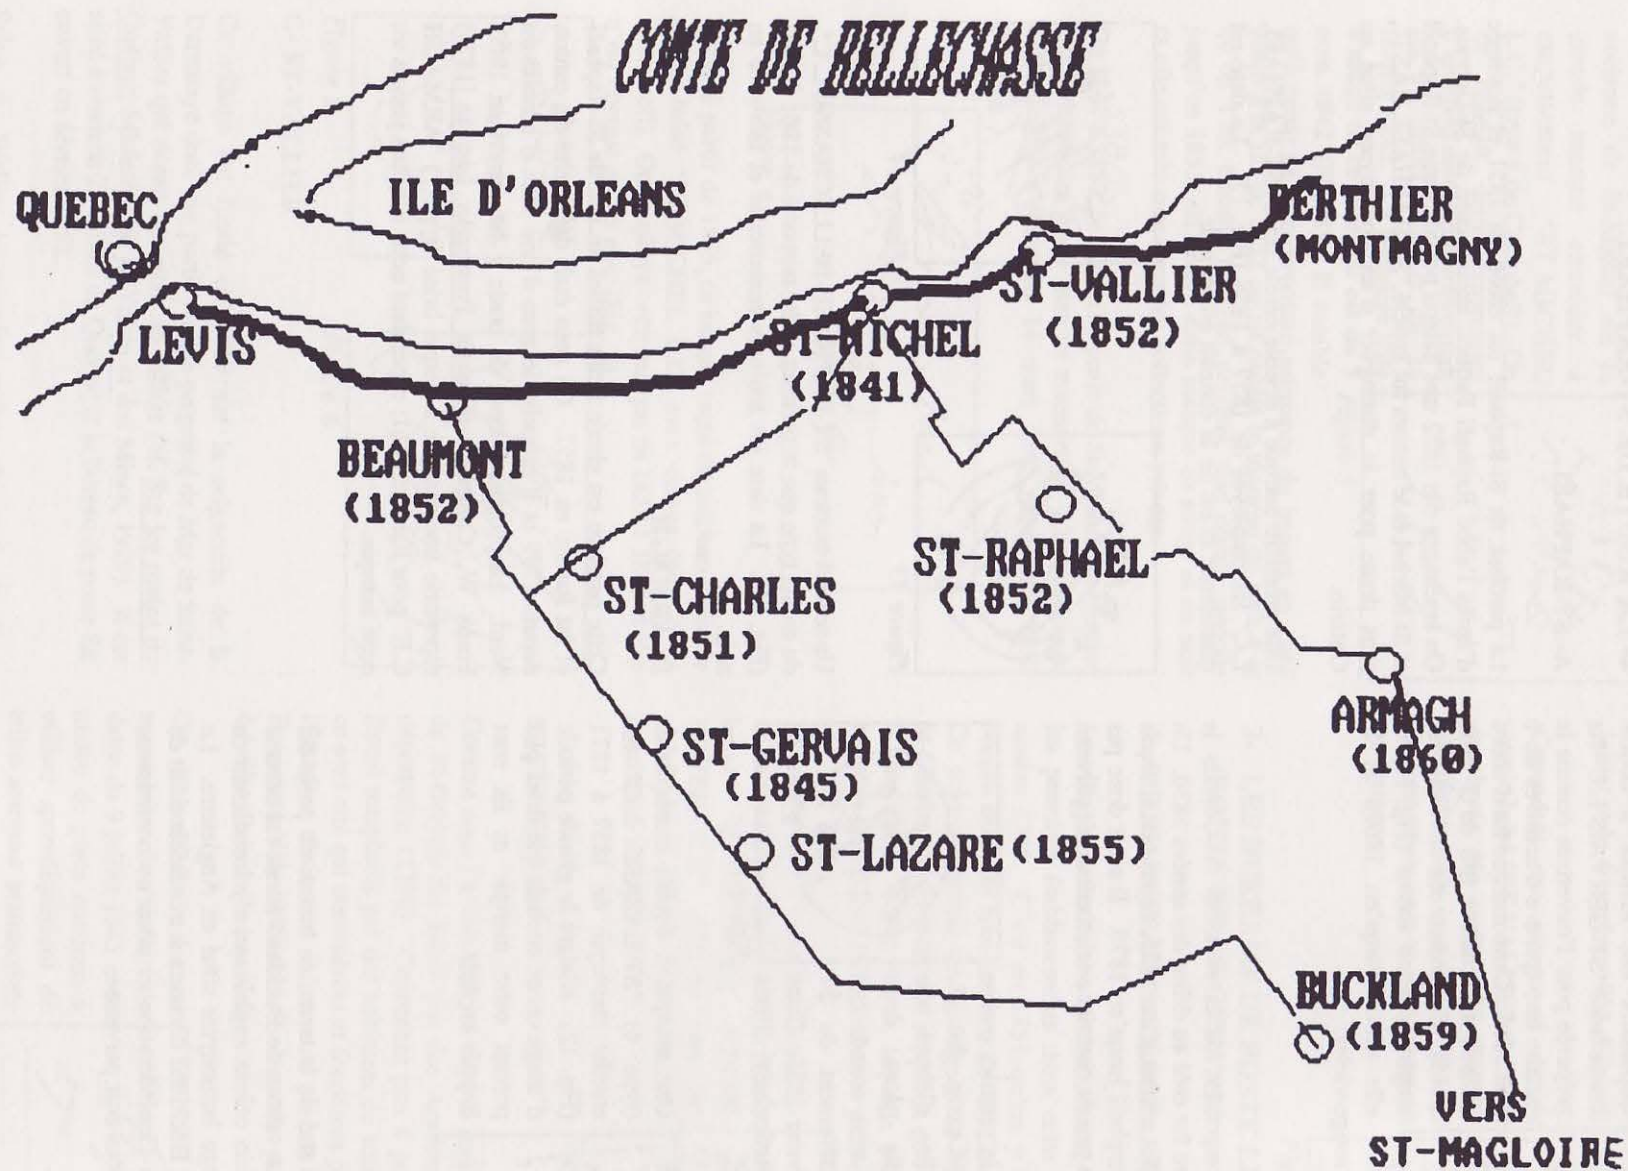 COMTE DE BELLECHASSE
ILE D'ORLEANS
QUEBEC
BERTHIER
(MONTMAGNY)
ST-VALLIER
(1852)
LEVIS
ST-MICHEL
(1841)
BEAUMONT
(1852)
ST-RAPHAEL
(1852)
ST-CHARLES
(1851)
ARMAGH
(1860)
ST-GERVAIS
(1845)
ST-LAZARE (1855)
BUCKLAND
(1859)
VERS
ST-MAGLOIRE